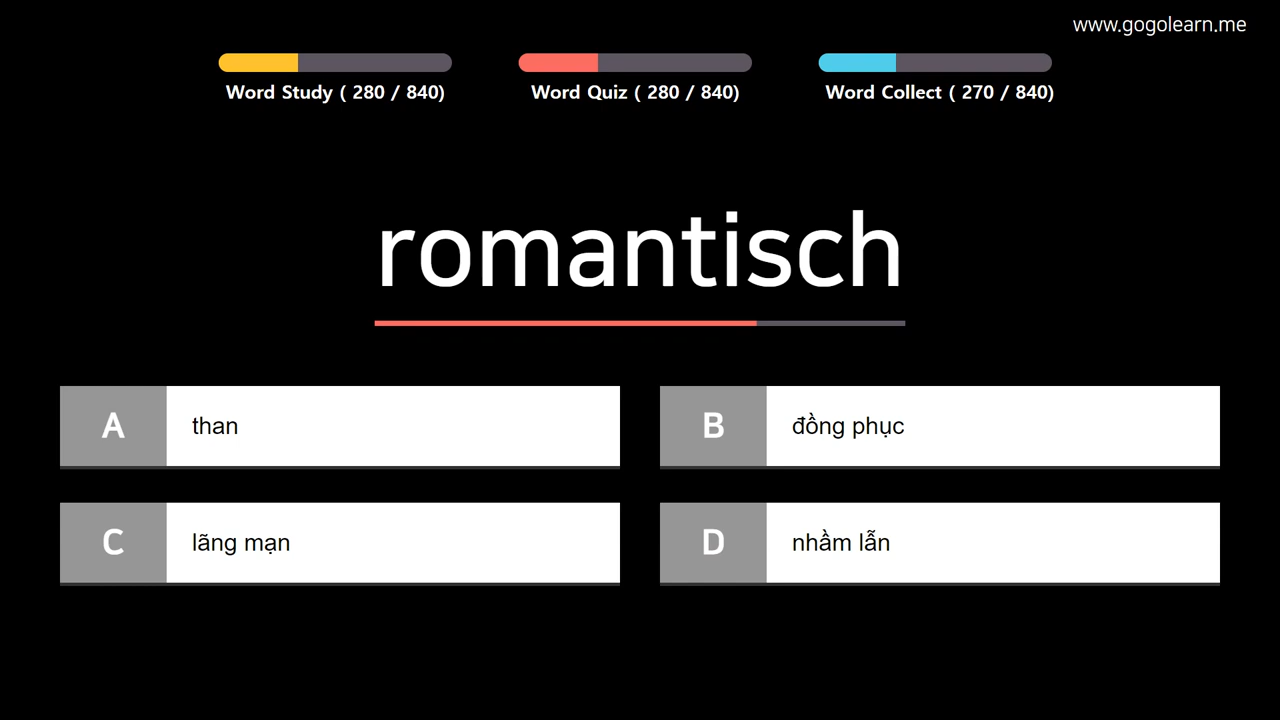 www.gogolearn.me
Word Study ( 280 / 840)
Word Quiz ( 280 / 840)
Word Collect ( 270 / 840)
romantisch
A than
B đồng phục
C lãng mạn
D nhầm lẫn